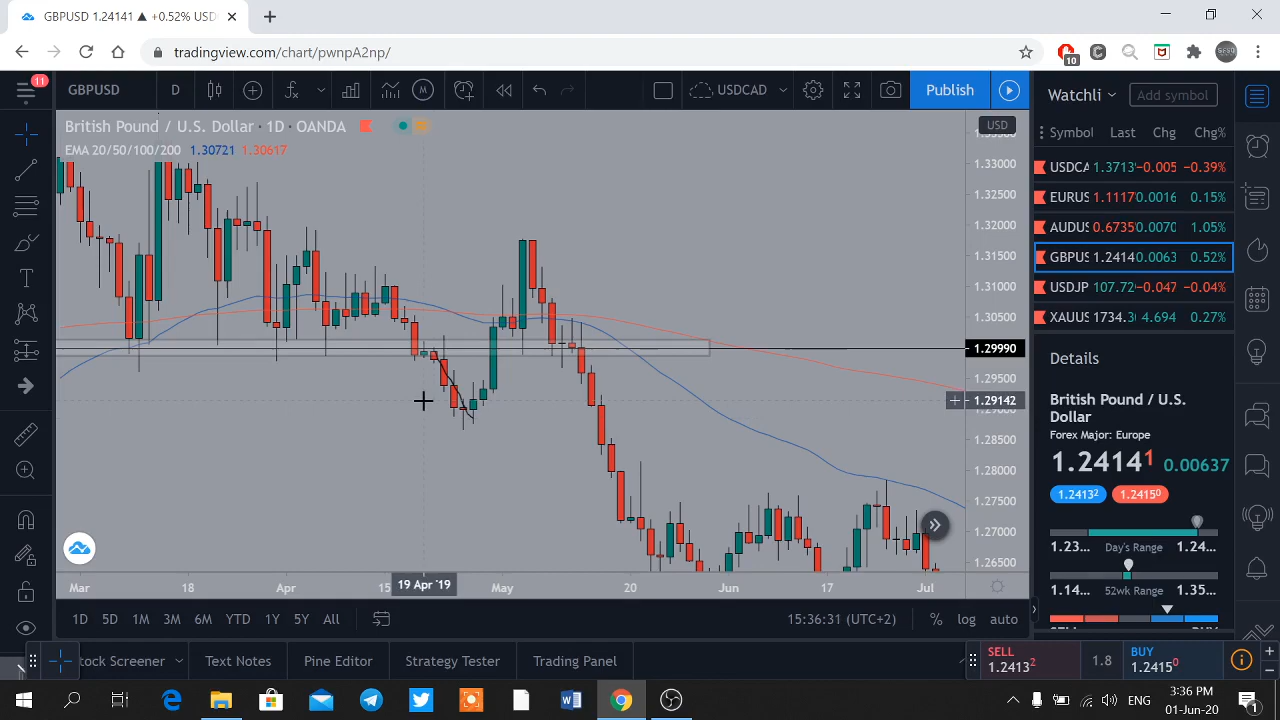 GBPUSD 1.24141 ▲ +0.52% USD
tradingview.com/chart/pwnpA2np/
10
11
GBPUSD
D
USDCAD
Publish
Watchli
Add symbol
British Pound / U.S. Dollar · 1D · OANDA
EMA 20/50/100/200 1.30721 1.30617
USD
1.33500
1.33000
1.32500
1.32000
1.31500
1.31000
1.30500
1.29990
1.29500
1.29142
1.29000
1.28500
1.28000
1.27500
1.27000
1.26500
Symbol Last Chg Chg%
USDCA 1.3713 −0.005 −0.39%
EURUS 1.1117 0.0016 0.15%
AUDUS 0.6735 0.0070 1.05%
GBPUS 1.2414 0.0063 0.52%
USDJP 107.72 −0.047 −0.04%
XAUUS 1734.3 4.694 0.27%
Details
British Pound / U.S.
Dollar
Forex Major: Europe
1.24141 0.00637
1.24132 1.24150
1.23... Day's Range 1.24...
1.14... 52wk Range 1.35...
Mar 18 Apr 15 19 Apr '19 May 20 Jun 17 Jul
1D 5D 1M 3M 6M YTD 1Y 5Y All
15:36:31 (UTC+2) % log auto
tock Screener Text Notes Pine Editor Strategy Tester Trading Panel
SELL
1.24132
1.8
BUY
1.24150
ENG
3:36 PM
01-Jun-20
1